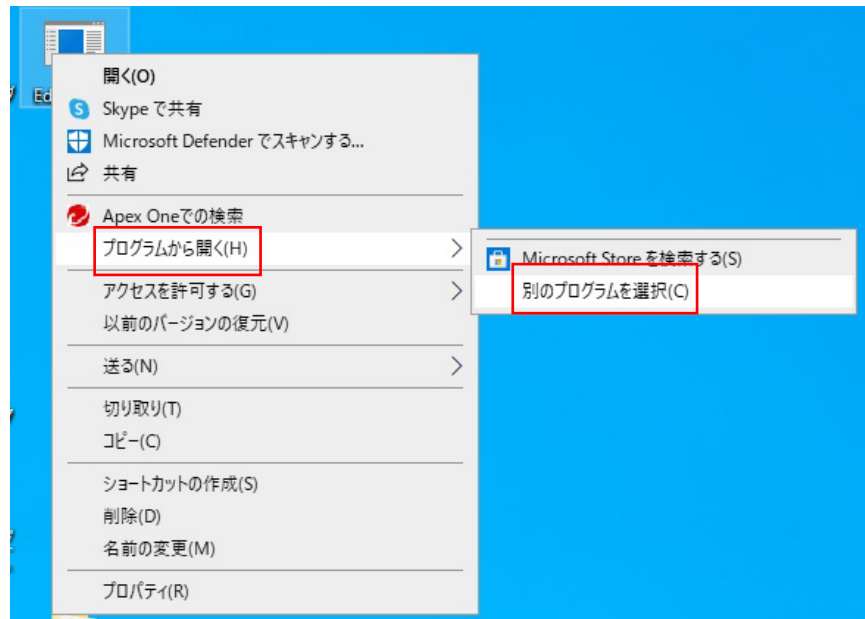 Ed
開く(O)
Skype で共有
Microsoft Defender でスキャンする...
共有
Apex Oneでの検索
プログラムから開く(H)
Microsoft Store を検索する(S)
別のプログラムを選択(C)
アクセスを許可する(G)
以前のバージョンの復元(V)
送る(N)
切り取り(T)
コピー(C)
ショートカットの作成(S)
削除(D)
名前の変更(M)
プロパティ(R)